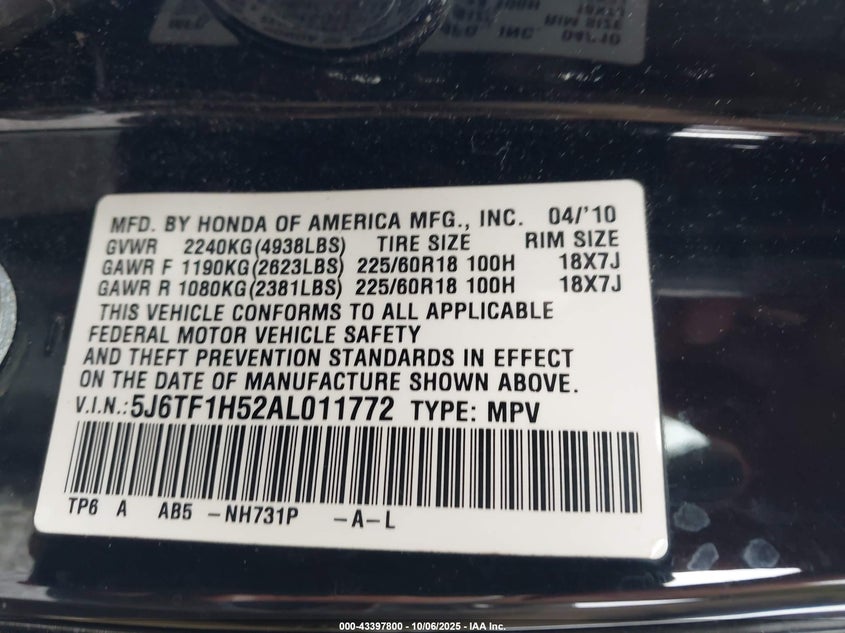 MFD. BY HONDA OF AMERICA MFG., INC. 04/'10
GVWR 2240KG(4938LBS) TIRE SIZE RIM SIZE
GAWR F 1190KG(2623LBS) 225/60R18 100H 18X7J
GAWR R 1080KG(2381LBS) 225/60R18 100H 18X7J
THIS VEHICLE CONFORMS TO ALL APPLICABLE
FEDERAL MOTOR VEHICLE SAFETY
AND THEFT PREVENTION STANDARDS IN EFFECT
ON THE DATE OF MANUFACTURE SHOWN ABOVE.
V.I.N.:5J6TF1H52AL011772 TYPE: MPV
TP6 A AB5 -NH731P -A-L
000-43397800 - 10/06/2025 - IAA Inc.